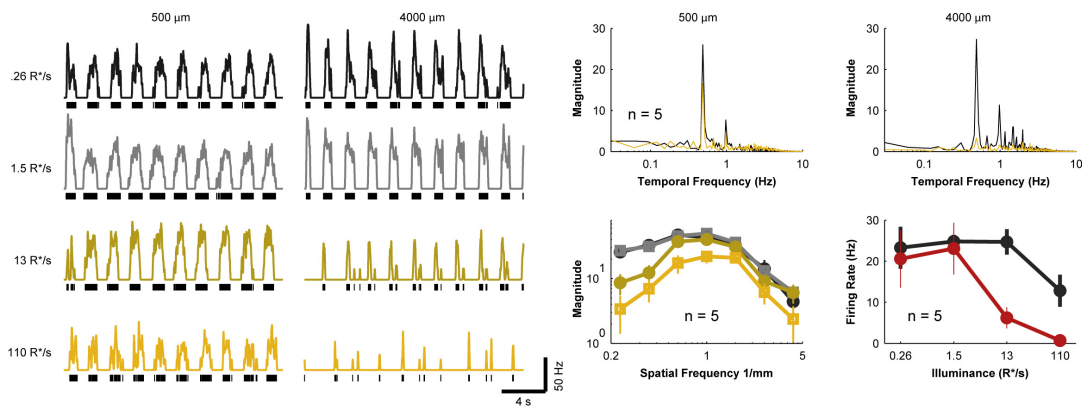 500 µm
4000 µm
.26 R*/s
1.5 R*/s
13 R*/s
110 R*/s
50 Hz
4 s
500 µm
30
20
10
0
Magnitude
n = 5
0.1
1
10
Temporal Frequency (Hz)
4000 µm
30
20
10
0
Magnitude
0.1
1
10
Temporal Frequency (Hz)
10 1
10 0
Magnitude
n = 5
0.2
1
5
Spatial Frequency 1/mm
30
20
10
0
Firing Rate (Hz)
n = 5
0.26
1.5
13
110
Illuminance (R*/s)